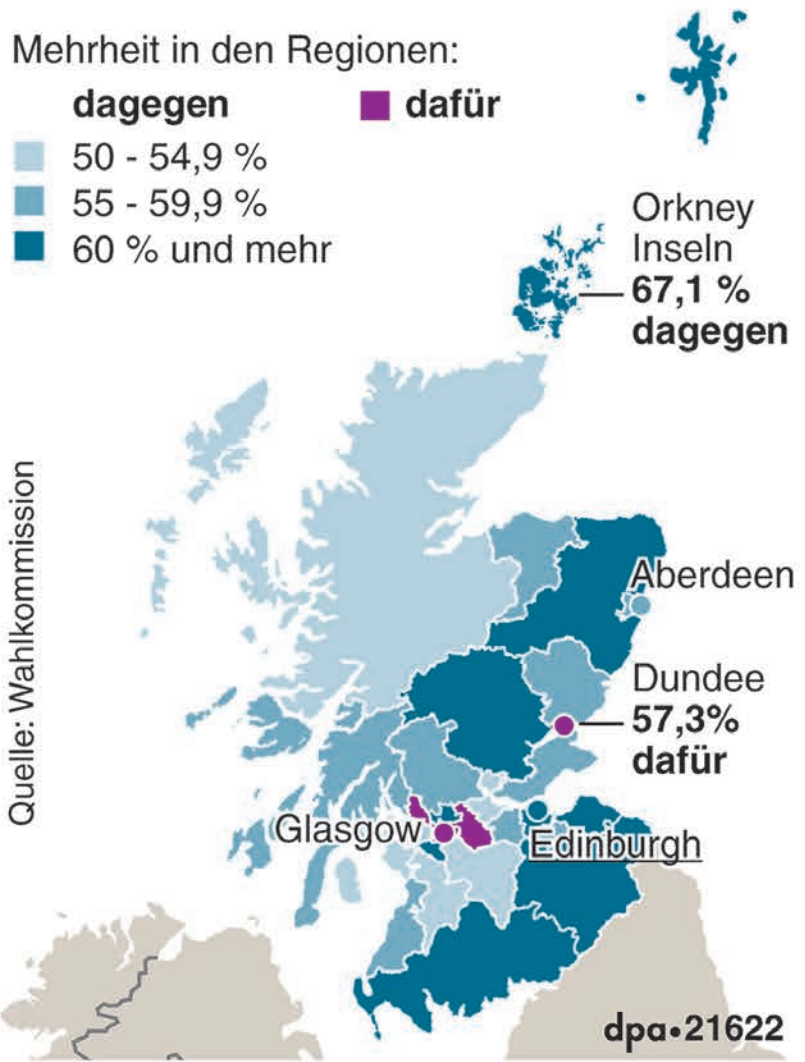 Mehrheit in den Regionen:
dagegen
dafür
50 - 54,9 %
55 - 59,9 %
60 % und mehr
Orkney
Inseln
67,1 %
dagegen
Aberdeen
Dundee
57,3%
dafür
Glasgow
Edinburgh
Quelle: Wahlkommission
dpa•21622